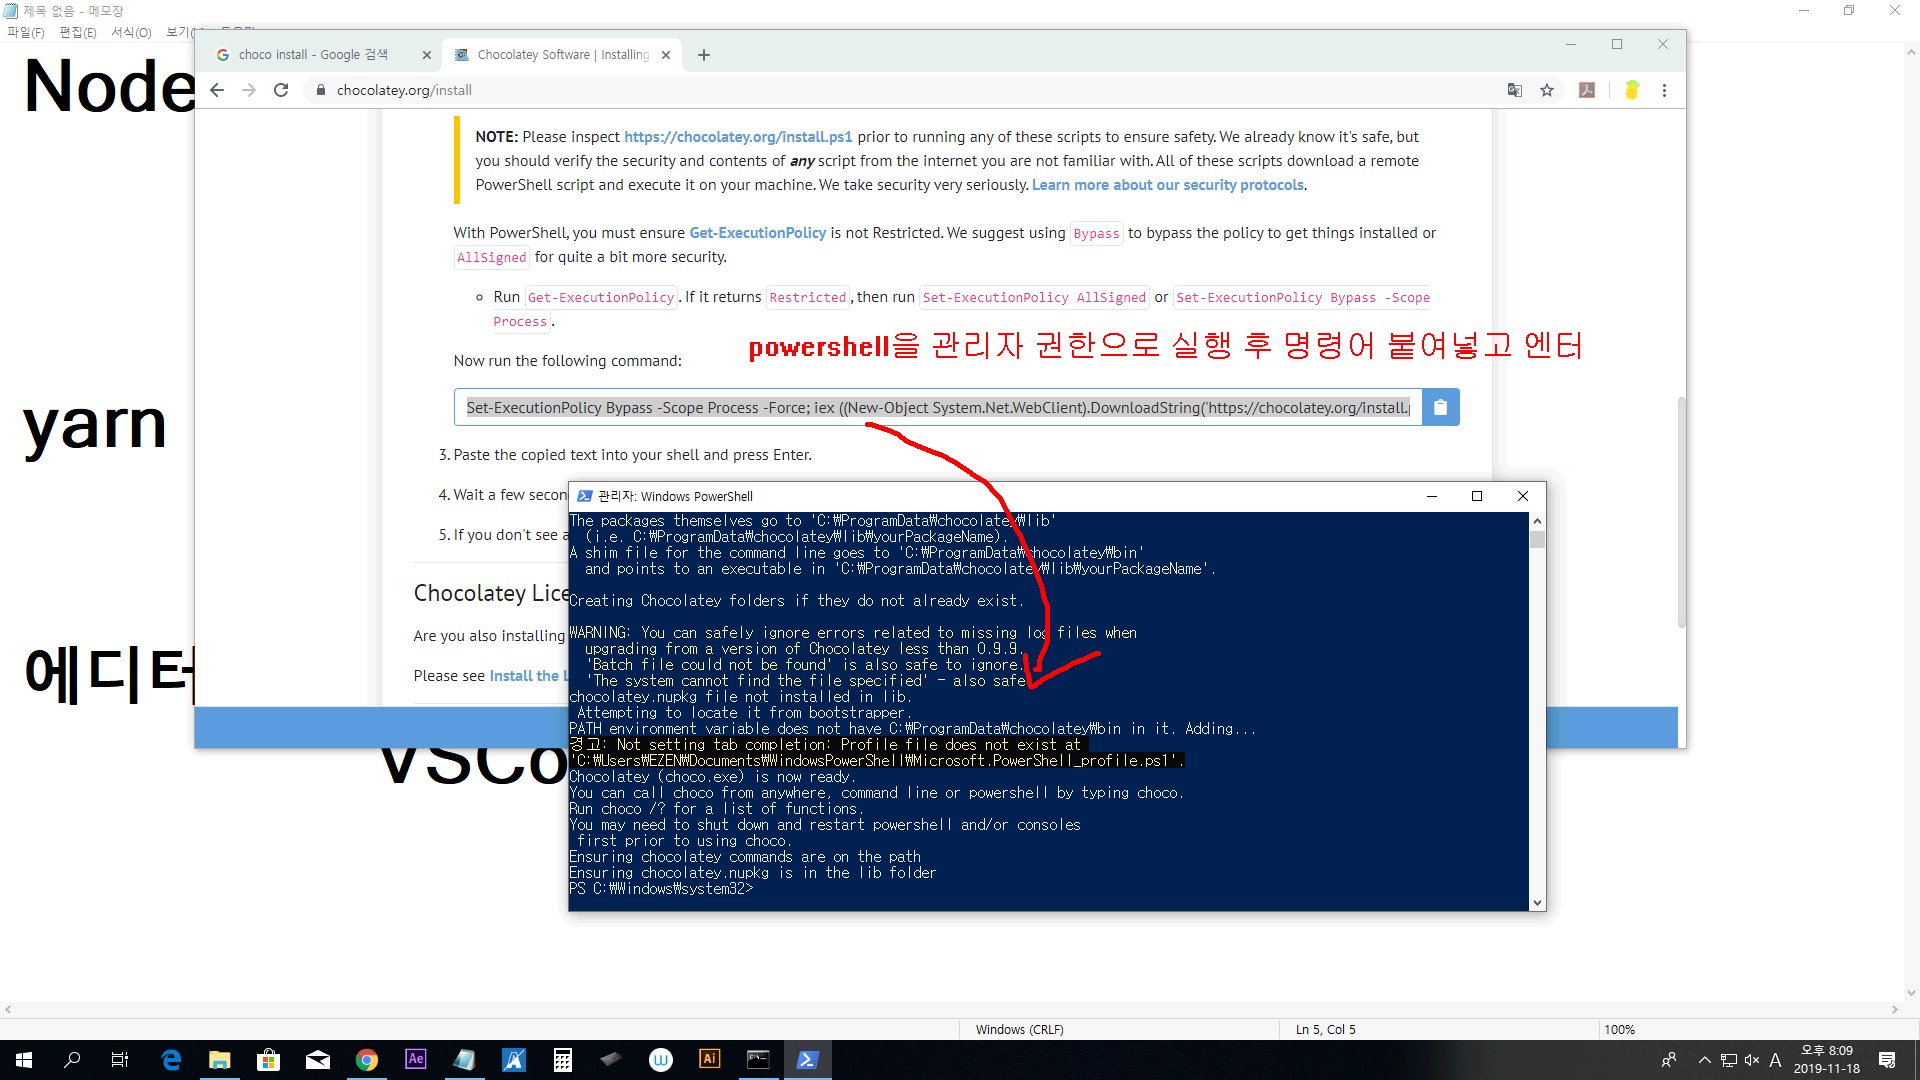 제목 없음 - 메모장
파일(F) 편집(E) 서식(O) 보기(
Node
yarn
에디터
VSCo
choco install - Google 검색
Chocolatey Software | Installing
chocolatey.org/install
NOTE: Please inspect https://chocolatey.org/install.ps1 prior to running any of these scripts to ensure safety. We already know it's safe, but
you should verify the security and contents of any script from the internet you are not familiar with. All of these scripts download a remote
PowerShell script and execute it on your machine. We take security very seriously. Learn more about our security protocols.
With PowerShell, you must ensure Get-ExecutionPolicy is not Restricted. We suggest using Bypass to bypass the policy to get things installed or
AllSigned for quite a bit more security.
Run Get-ExecutionPolicy. If it returns Restricted, then run Set-ExecutionPolicy AllSigned or Set-ExecutionPolicy Bypass -Scope
Process.
powershell을 관리자 권한으로 실행 후 명령어 붙여넣고 엔터
Now run the following command:
Set-ExecutionPolicy Bypass -Scope Process -Force; iex ((New-Object System.Net.WebClient).DownloadString('https://chocolatey.org/install.p
3. Paste the copied text into your shell and press Enter.
4. Wait a few secon
5. If you don't see a
Chocolatey Lice
Are you also installing
Please see Install the L
관리자: Windows PowerShell
The packages themselves go to 'C:₩ProgramData₩chocolatey₩lib'
(i.e. C:₩ProgramData₩chocolatey₩lib₩yourPackageName).
A shim file for the command line goes to 'C:₩ProgramData₩chocolatey₩bin'
and points to an executable in 'C:₩ProgramData₩chocolatey₩lib₩yourPackageName'.
Creating Chocolatey folders if they do not already exist.
WARNING: You can safely ignore errors related to missing log files when
upgrading from a version of Chocolatey less than 0.9.9.
'Batch file could not be found' is also safe to ignore.
'The system cannot find the file specified' - also safe.
chocolatey.nupkg file not installed in lib.
Attempting to locate it from bootstrapper.
PATH environment variable does not have C:₩ProgramData₩chocolatey₩bin in it. Adding...
경고: Not setting tab completion: Profile file does not exist at
'C:₩Users₩EZEN₩Documents₩WindowsPowerShell₩Microsoft.PowerShell_profile.ps1'.
Chocolatey (choco.exe) is now ready.
You can call choco from anywhere, command line or powershell by typing choco.
Run choco /? for a list of functions.
You may need to shut down and restart powershell and/or consoles
first prior to using choco.
Ensuring chocolatey commands are on the path
Ensuring chocolatey.nupkg is in the lib folder
PS C:₩Windows₩system32>
Windows (CRLF)
Ln 5, Col 5
100%
Ae
Ai
A
오후 8:09
2019-11-18